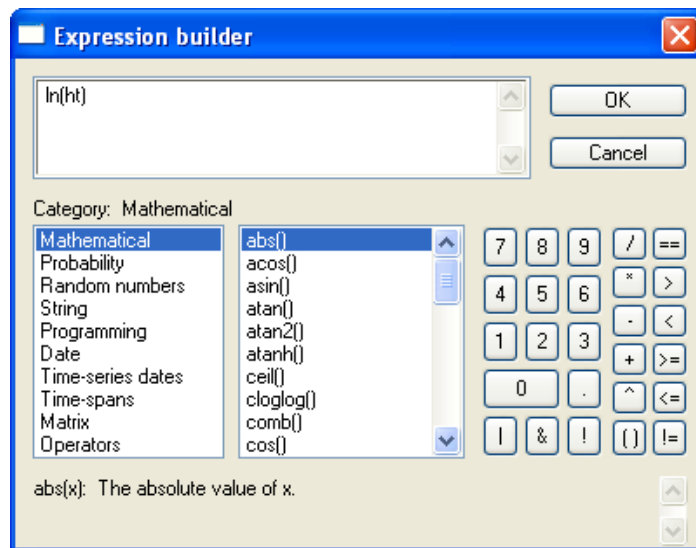 Expression builder
ln(ht)
OK
Cancel
Category: Mathematical
Mathematical
Probability
Random numbers
String
Programming
Date
Time-series dates
Time-spans
Matrix
Operators
abs()
acos()
asin()
atan()
atan2()
atanh()
ceil()
cloglog()
comb()
cos()
7 8 9 / ==
4 5 6 * >
1 2 3 - <
0 . + >=
| & ! ^ <=
() !=
abs(x): The absolute value of x.